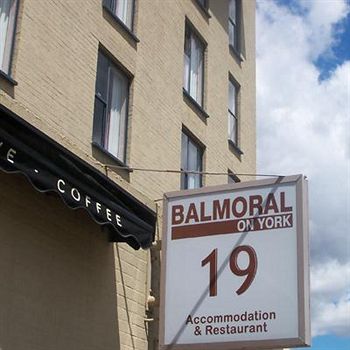 E - COFFEE
BALMORAL
ON YORK
19
Accommodation
& Restaurant